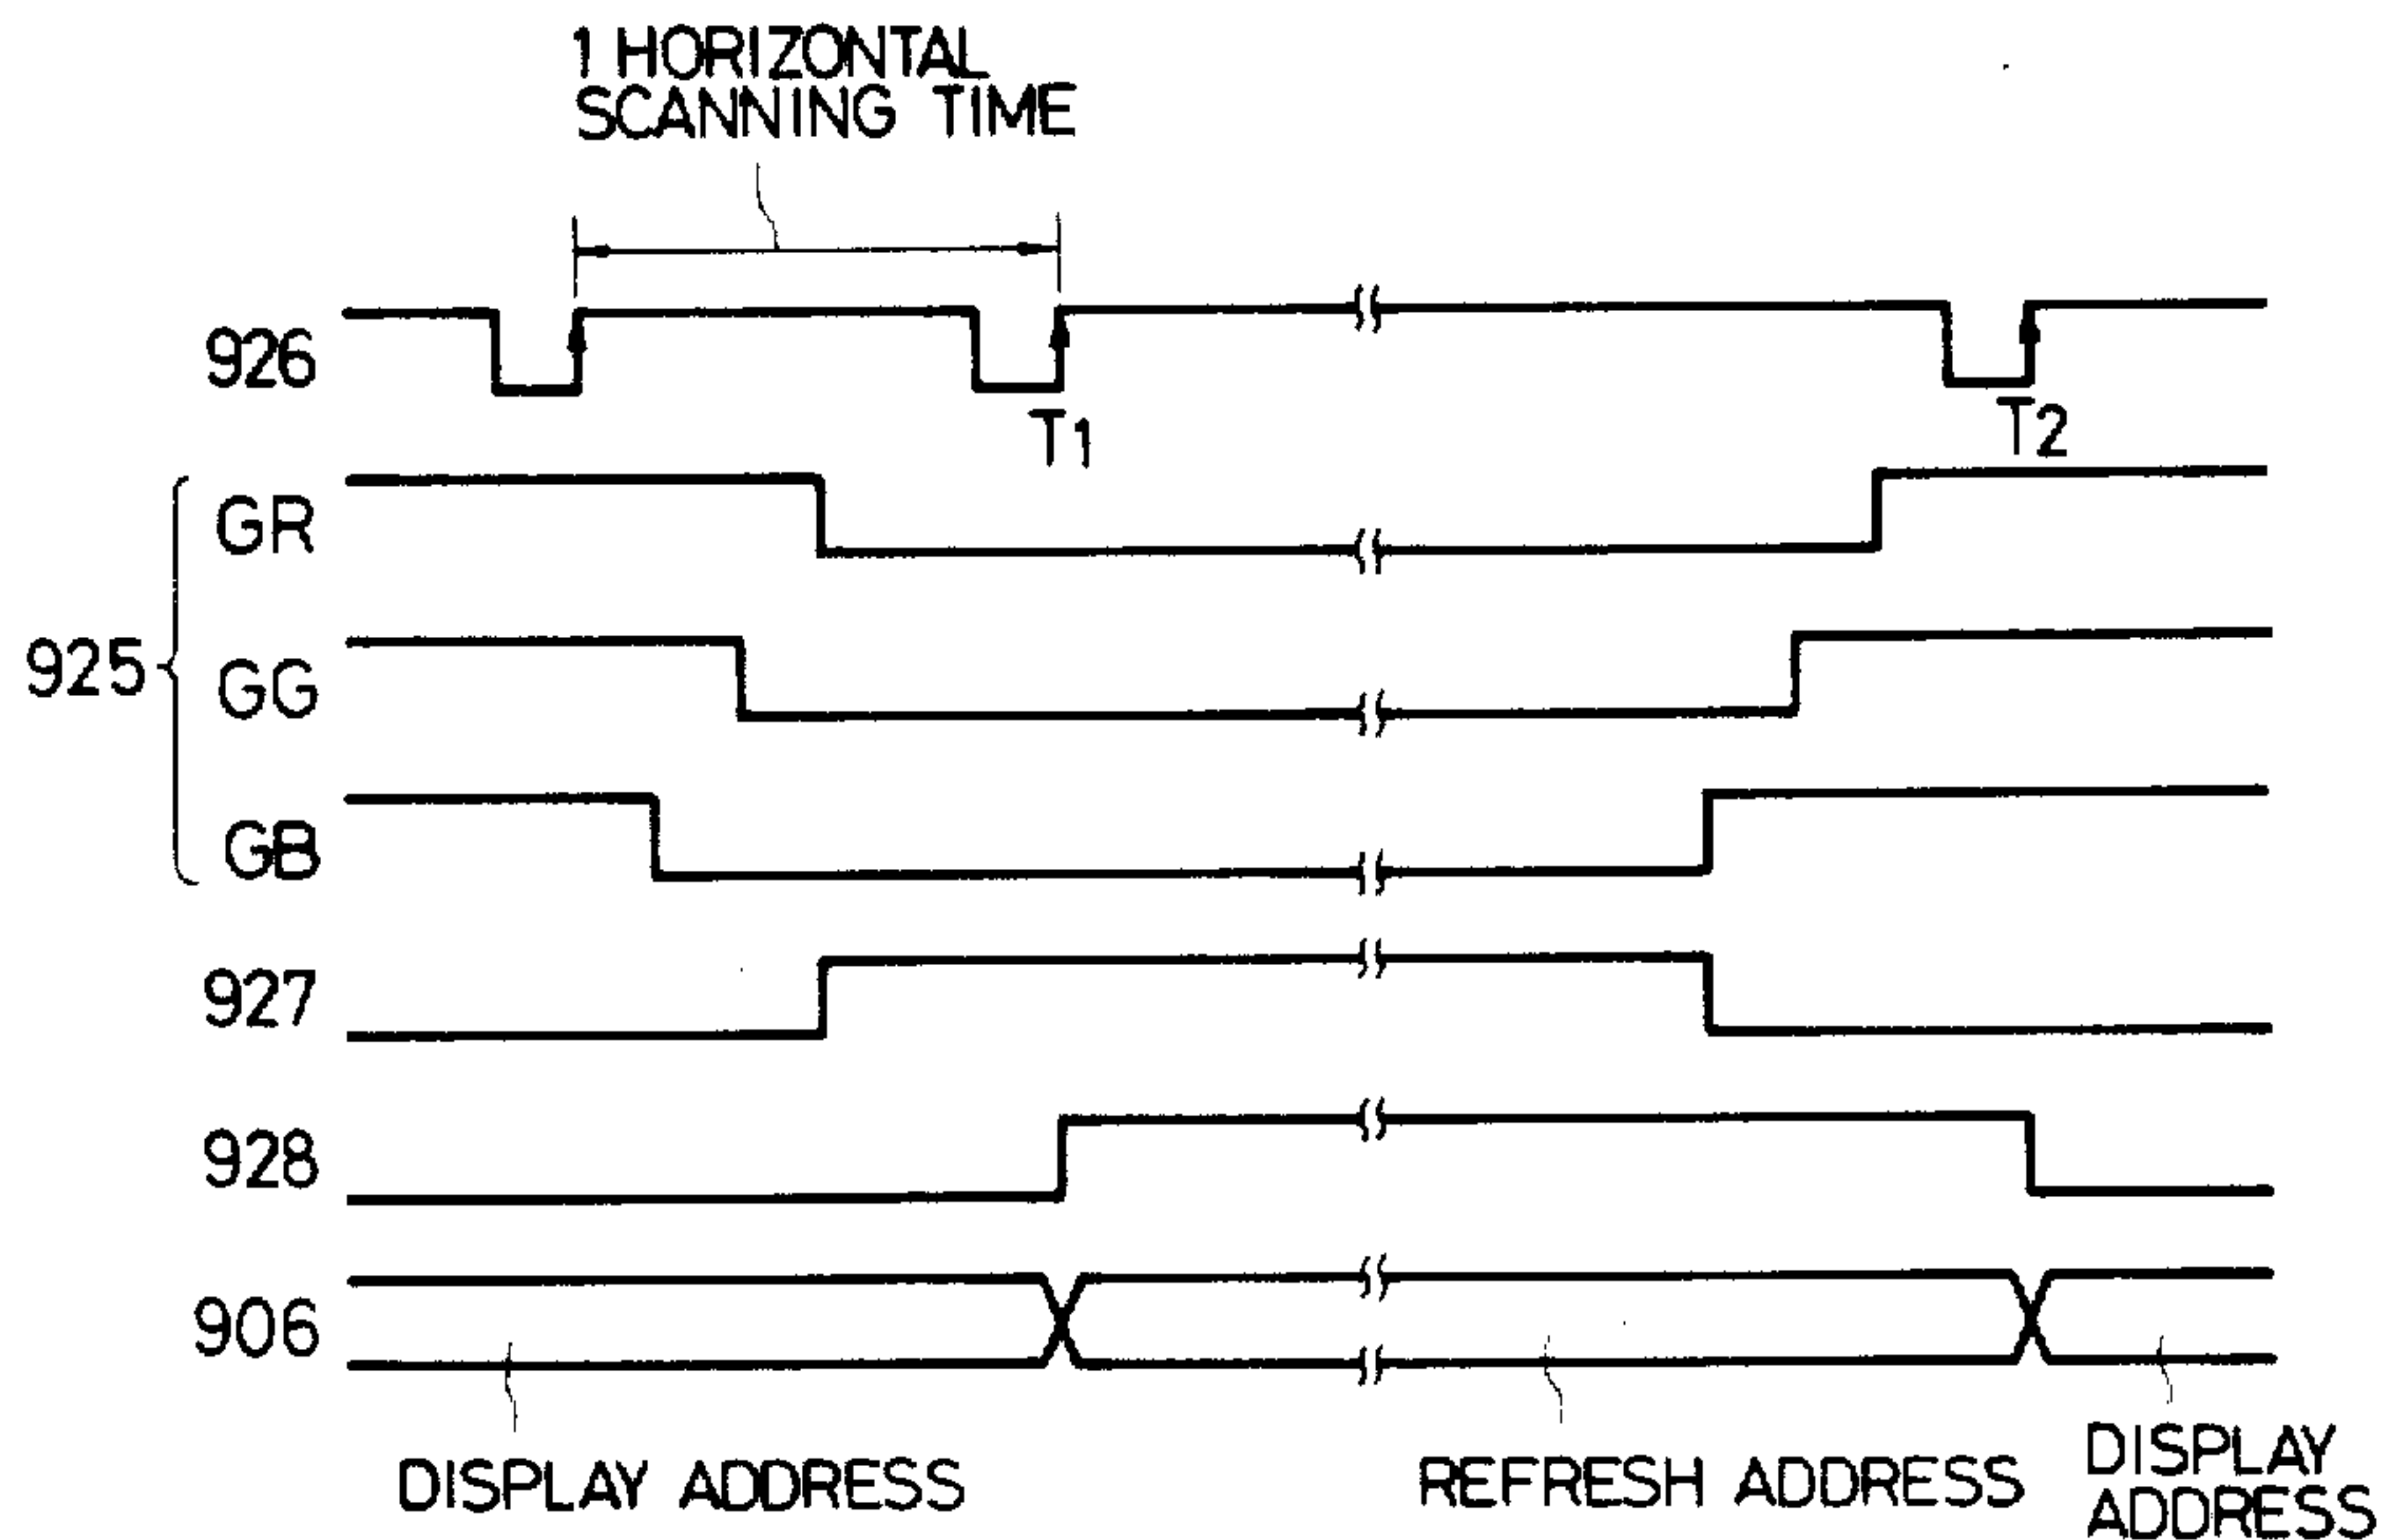 1 HORIZONTAL
SCANNING TIME
926
T1
T2
925
GR
GG
GB
927
928
906
DISPLAY ADDRESS
REFRESH ADDRESS
DISPLAY
ADDRESS